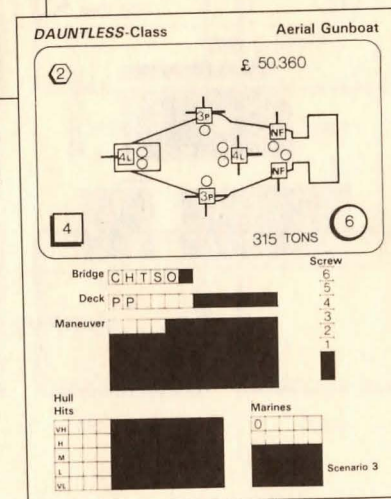 DAUNTLESS-Class Aerial Gunboat
2 £ 50.360
3P NF
4L 4L
3P NF
4 315 TONS 6
Bridge C H T S O
Screw
6
5
4
3
2
1
Deck P P
Maneuver
Hull
Hits
VH
H
M
L
VL
Marines
0
Scenario 3